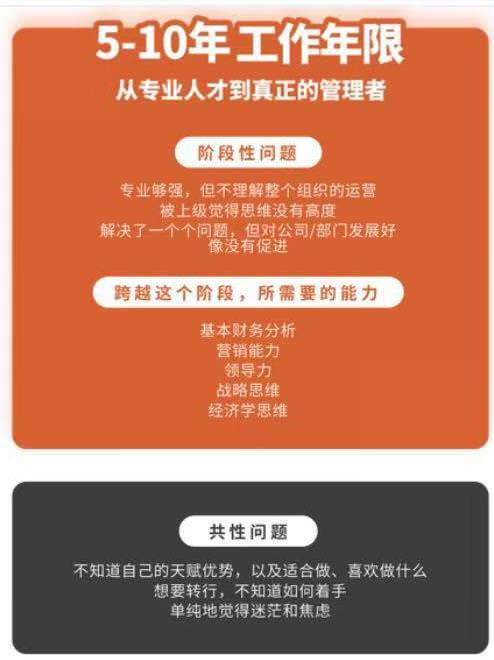 5-10年工作年限
从专业人才到真正的管理者
阶段性问题
专业够强，但不理解整个组织的运营
被上级觉得思维没有高度
解决了一个个问题，但对公司/部门发展好
像没有促进
跨越这个阶段，所需要的能力
基本财务分析
营销能力
领导力
战略思维
经济学思维
共性问题
不知道自己的天赋优势，以及适合做、喜欢做什么
想要转行，不知道如何着手
单纯地觉得迷茫和焦虑